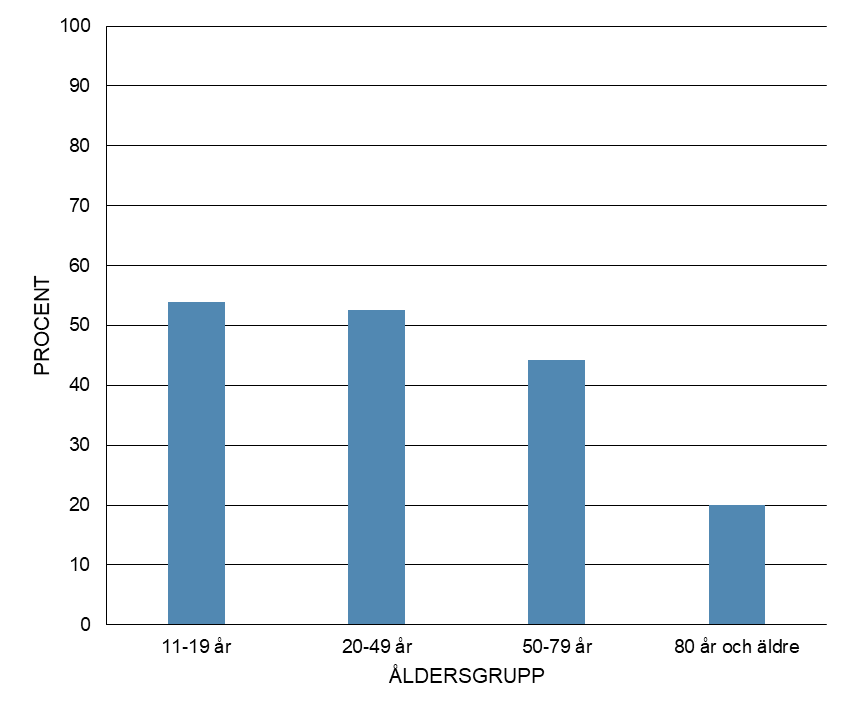 100
90
80
70
60
50
40
30
20
10
0
PROCENT
11-19 år
20-49 år
50-79 år
80 år och äldre
ÅLDERSGRUPP